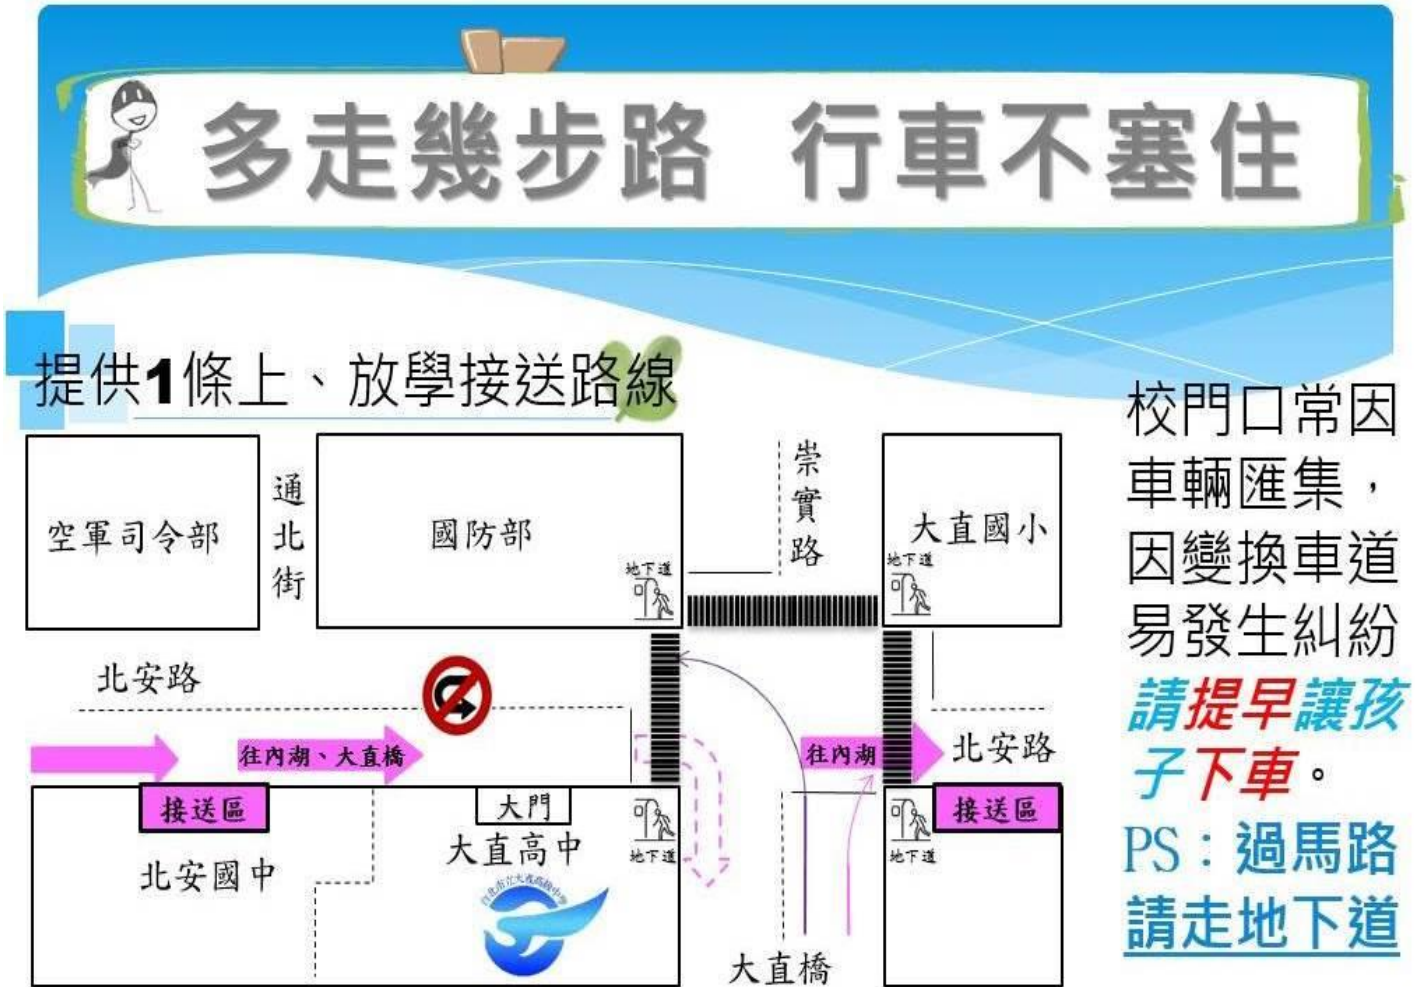 多走幾步路 行車不塞住
提供1條上、放學接送路線
校門口常因
車輛匯集，
因變換車道
易發生糾紛
請提早讓孩
子下車。
PS：過馬路
請走地下道
空軍司令部
通北街
國防部
地下道
崇實路
大直國小
地下道
北安路
往內湖、大直橋
往內湖
北安路
接送區
北安國中
大門
大直高中
地下道
地下道
接送區
大直橋